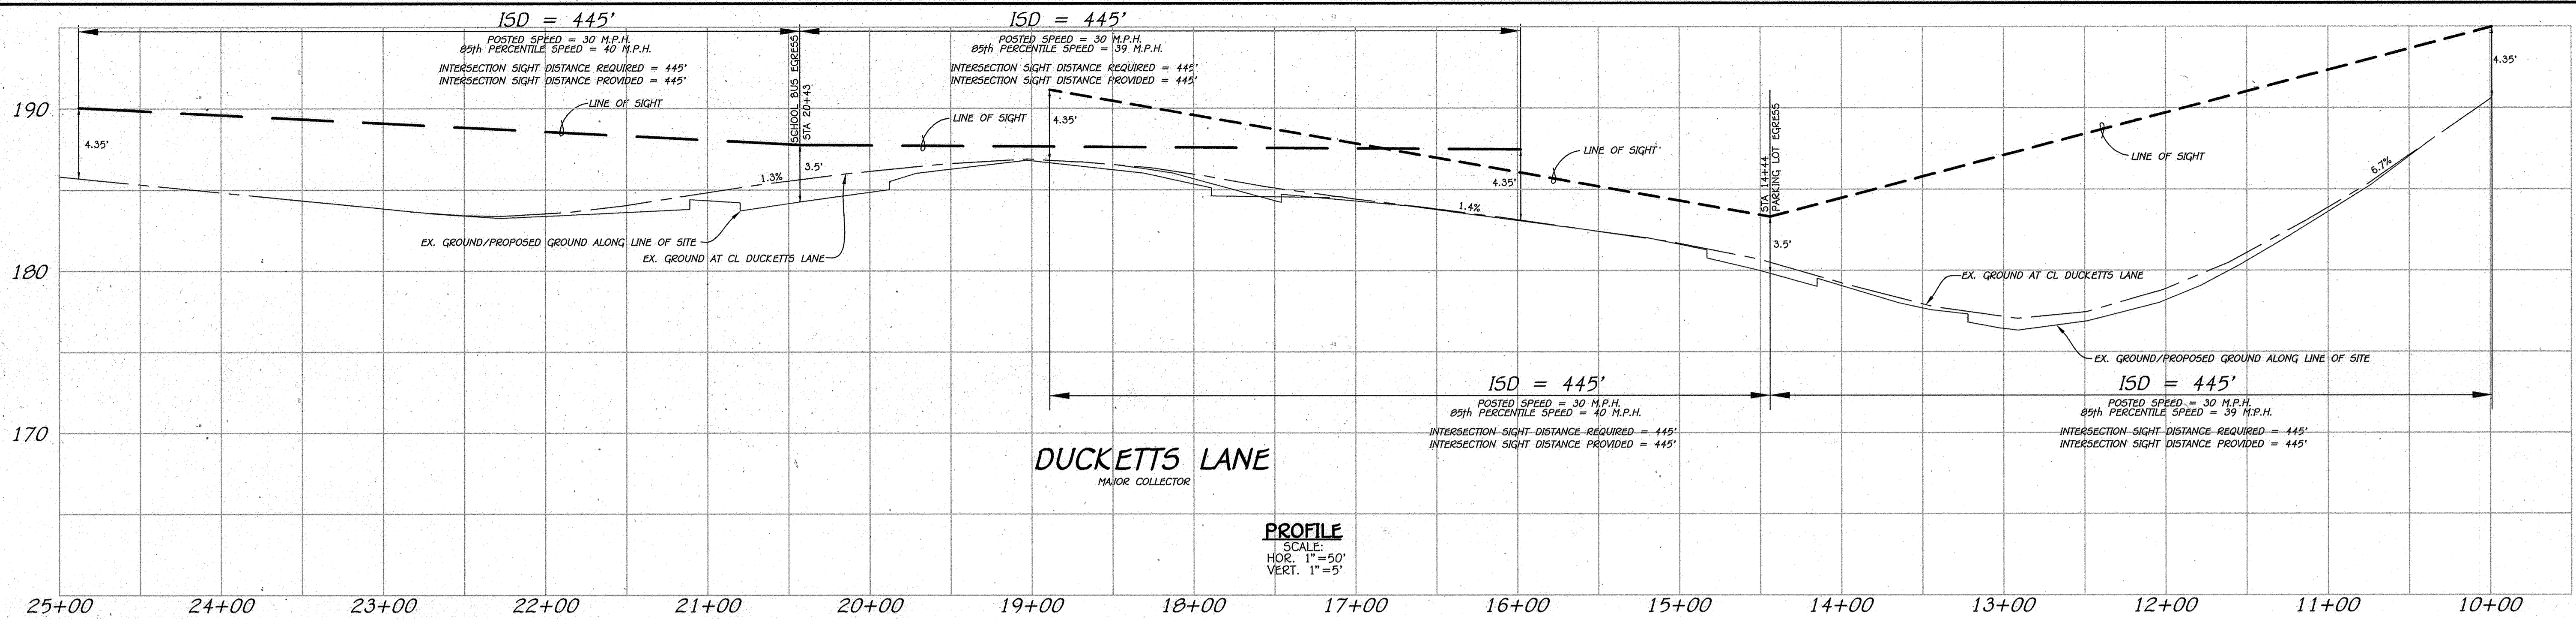 ISD = 445'
POSTED SPEED = 30 M.P.H.
85th PERCENTILE SPEED = 40 M.P.H.
INTERSECTION SIGHT DISTANCE REQUIRED = 445'
INTERSECTION SIGHT DISTANCE PROVIDED = 445'
ISD = 445'
POSTED SPEED = 30 M.P.H.
85th PERCENTILE SPEED = 39 M.P.H.
INTERSECTION SIGHT DISTANCE REQUIRED = 445'
INTERSECTION SIGHT DISTANCE PROVIDED = 445'
SCHOOL BUS EGRESS
STA 20+43
LINE OF SIGHT
LINE OF SIGHT
LINE OF SIGHT
LINE OF SIGHT
4.35'
3.5'
4.35'
4.35'
3.5'
4.35'
1.3%
1.4%
6.7%
STA 14+44
PARKING LOT EGRESS
EX. GROUND/PROPOSED GROUND ALONG LINE OF SITE
EX. GROUND AT CL DUCKETTS LANE
EX. GROUND AT CL DUCKETTS LANE
EX. GROUND/PROPOSED GROUND ALONG LINE OF SITE
190
180
170
ISD = 445'
POSTED SPEED = 30 M.P.H.
85th PERCENTILE SPEED = 40 M.P.H.
INTERSECTION SIGHT DISTANCE REQUIRED = 445'
INTERSECTION SIGHT DISTANCE PROVIDED = 445'
ISD = 445'
POSTED SPEED = 30 M.P.H.
85th PERCENTILE SPEED = 39 M.P.H.
INTERSECTION SIGHT DISTANCE REQUIRED = 445'
INTERSECTION SIGHT DISTANCE PROVIDED = 445'
DUCKETTS LANE
MAJOR COLLECTOR
PROFILE
SCALE:
HOR. 1"=50'
VERT. 1"=5'
25+00 24+00 23+00 22+00 21+00 20+00 19+00 18+00 17+00 16+00 15+00 14+00 13+00 12+00 11+00 10+00